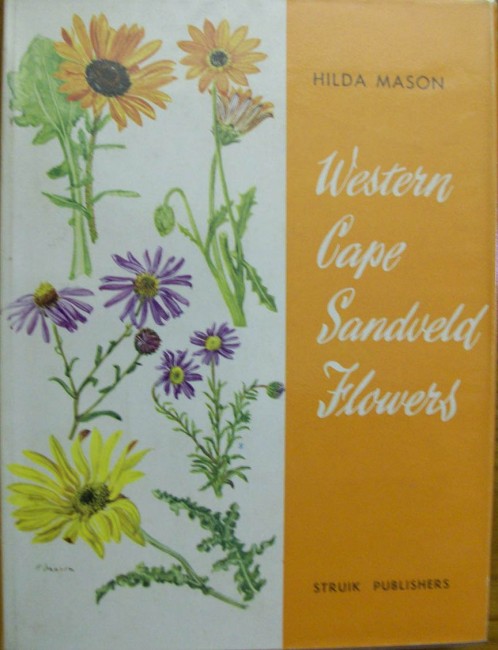 HILDA MASON
Western
Cape
Sandveld
Flowers
STRUIK PUBLISHERS